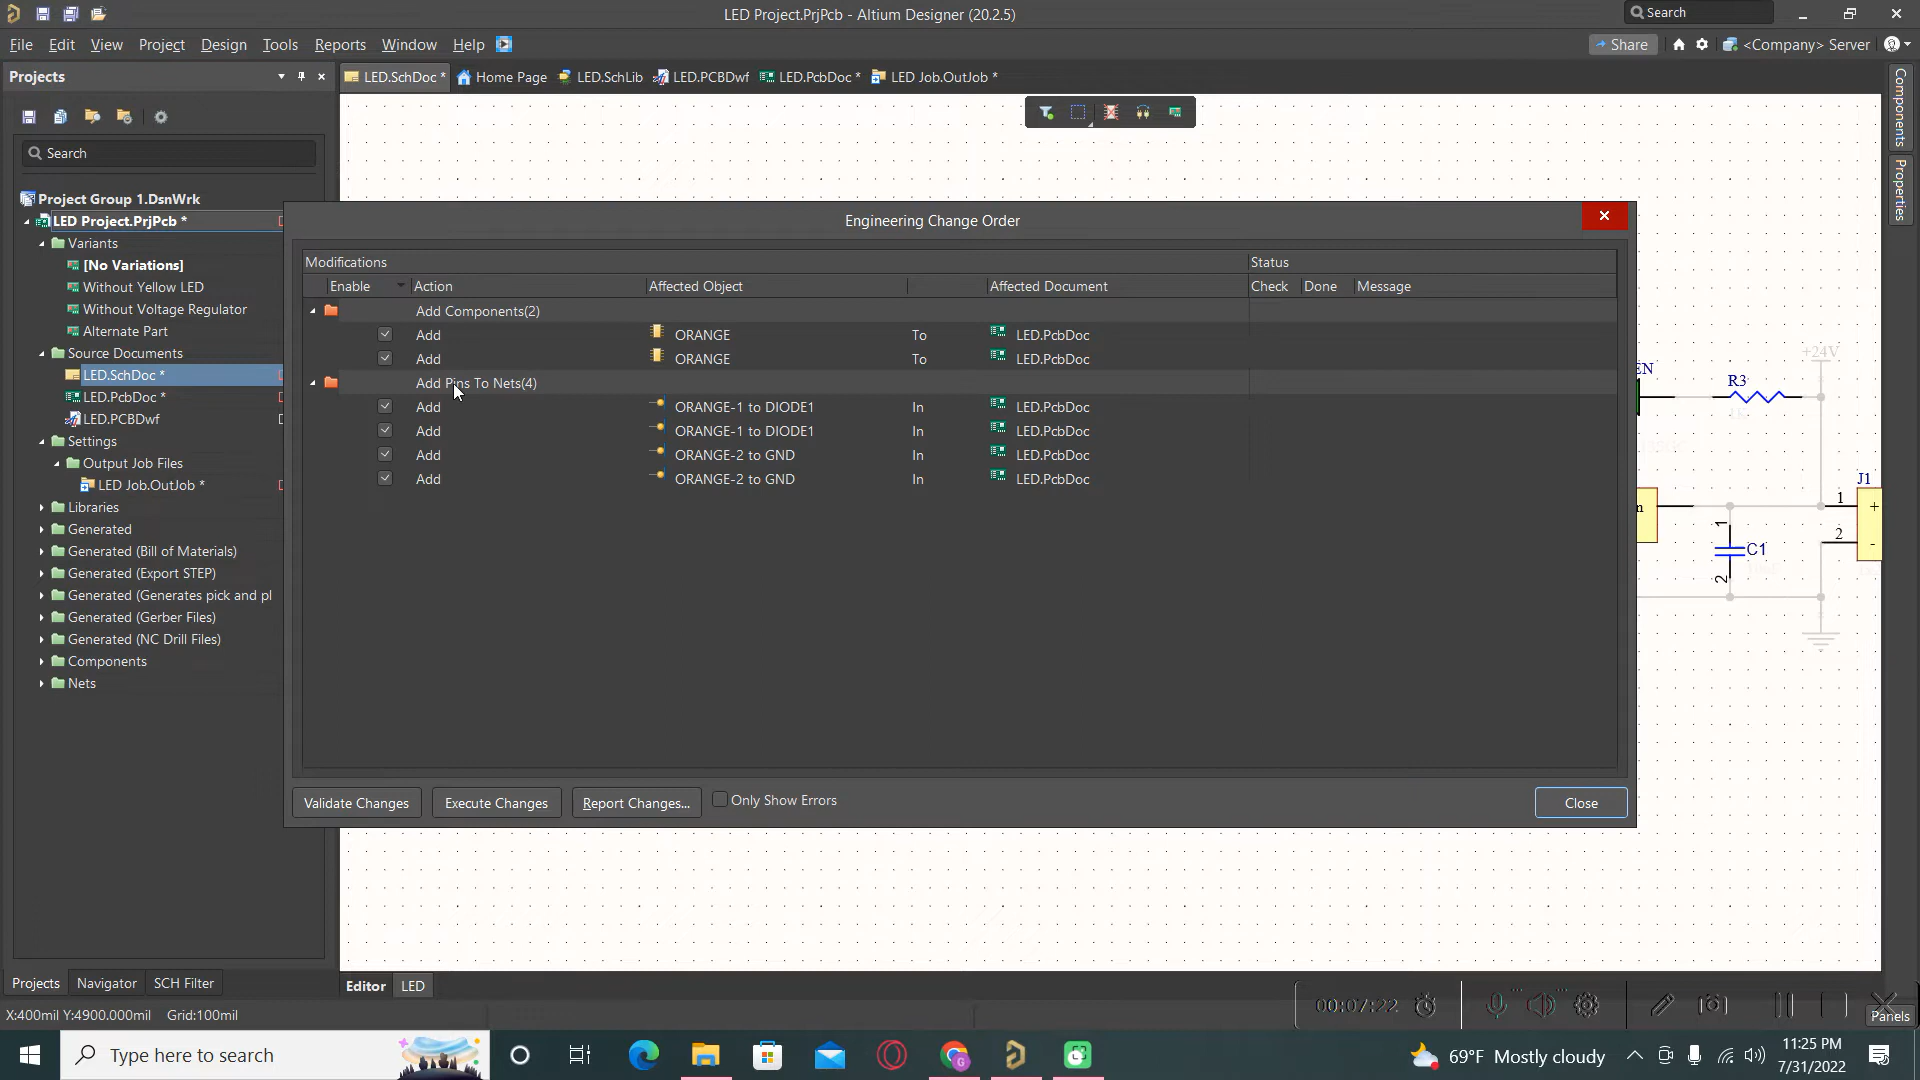 LED Project.PrjPcb - Altium Designer (20.2.5)
Search
File Edit View Project Design Tools Reports Window Help
Share <Company> Server
Projects
LED.SchDoc * Home Page LED.SchLib LED.PCBDwf LED.PcbDoc * LED Job.OutJob *
Components
Properties
Search
Project Group 1.DsnWrk
LED Project.PrjPcb *
Variants
[No Variations]
Without Yellow LED
Without Voltage Regulator
Alternate Part
Source Documents
LED.SchDoc *
LED.PcbDoc *
LED.PCBDwf
Settings
Output Job Files
LED Job.OutJob *
Libraries
Generated
Generated (Bill of Materials)
Generated (Export STEP)
Generated (Generates pick and pl
Generated (Gerber Files)
Generated (NC Drill Files)
Components
Nets
Engineering Change Order
Modifications Status
Enable Action Affected Object Affected Document Check Done Message
Add Components(2)
Add ORANGE To LED.PcbDoc
Add ORANGE To LED.PcbDoc
Add Pins To Nets(4)
Add ORANGE-1 to DIODE1 In LED.PcbDoc
Add ORANGE-1 to DIODE1 In LED.PcbDoc
Add ORANGE-2 to GND In LED.PcbDoc
Add ORANGE-2 to GND In LED.PcbDoc
Validate Changes Execute Changes Report Changes... Only Show Errors Close
+24V
EN
R3
1K
J1
1
+
2
-
1
C1
2
n
Projects Navigator SCH Filter
Editor LED
X:400mil Y:4900.000mil Grid:100mil
00:07:22
Panels
Type here to search
69°F Mostly cloudy
11:25 PM
7/31/2022